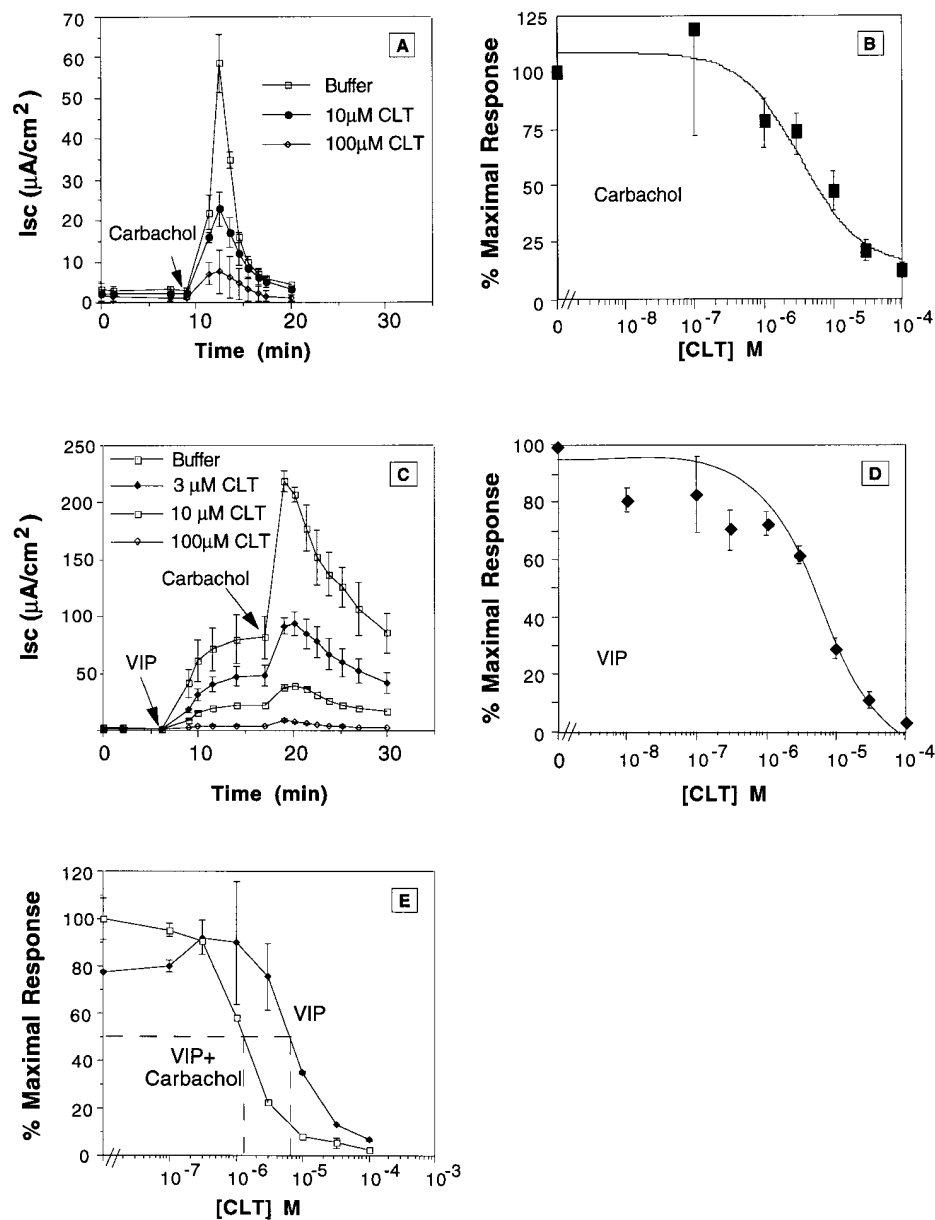 A
Isc (µA/cm²)
70
60
50
40
30
20
10
0
Buffer
10µM CLT
100µM CLT
Carbachol
0 10 20 30
Time (min)
B
% Maximal Response
125
100
75
50
25
0
Carbachol
0 10⁻⁸ 10⁻⁷ 10⁻⁶ 10⁻⁵ 10⁻⁴
[CLT] M
C
Isc (µA/cm²)
250
200
150
100
50
Buffer
3 µM CLT
10 µM CLT
100µM CLT
Carbachol
VIP
0 10 20 30
Time (min)
D
% Maximal Response
100
80
60
40
20
0
VIP
0 10⁻⁸ 10⁻⁷ 10⁻⁶ 10⁻⁵ 10⁻⁴
[CLT] M
E
% Maximal Response
120
100
80
60
40
20
0
VIP
VIP+
Carbachol
10⁻⁷ 10⁻⁶ 10⁻⁵ 10⁻⁴ 10⁻³
[CLT] M